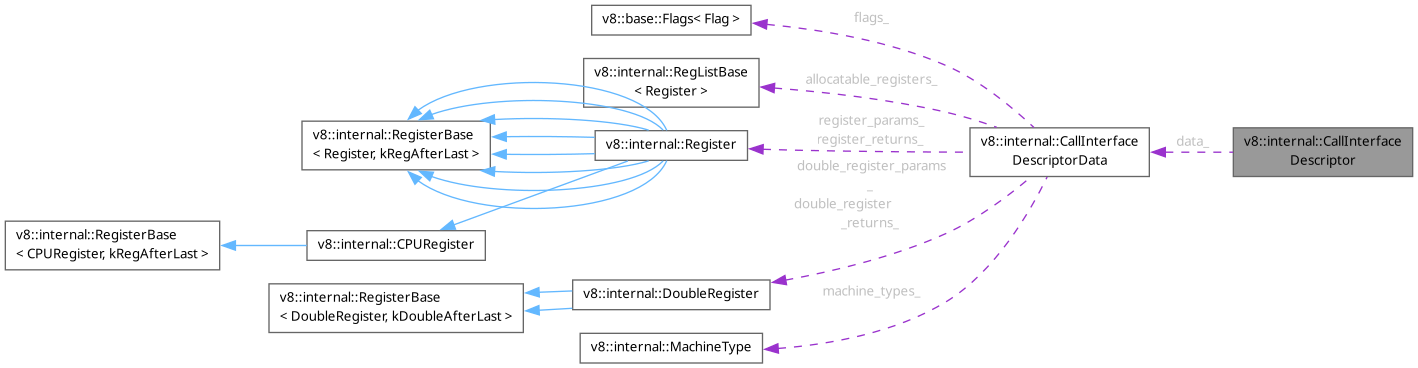 v8::base::Flags< Flag >
flags_
v8::internal::RegListBase
< Register >
allocatable_registers_
v8::internal::RegisterBase
< Register, kRegAfterLast >
v8::internal::Register
register_params_
register_returns_
v8::internal::CallInterface
DescriptorData
data_
v8::internal::CallInterface
Descriptor
double_register_params
_
double_register
_returns_
v8::internal::RegisterBase
< CPURegister, kRegAfterLast >
v8::internal::CPURegister
v8::internal::RegisterBase
< DoubleRegister, kDoubleAfterLast >
v8::internal::DoubleRegister
machine_types_
v8::internal::MachineType